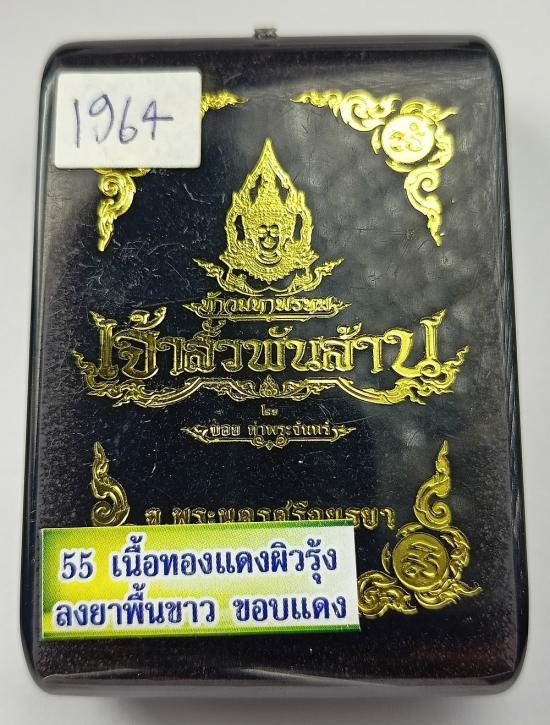 1964
ท้าวมหาพรหม
เจ้าสัวพันล้าน
๒๑
ป๋อย ท่าพระจันทร์
จ.พระนครศรีอยุธยา
55 เนื้อทองแดงผิวรุ้ง
ลงยาพื้นขาว ขอบแดง